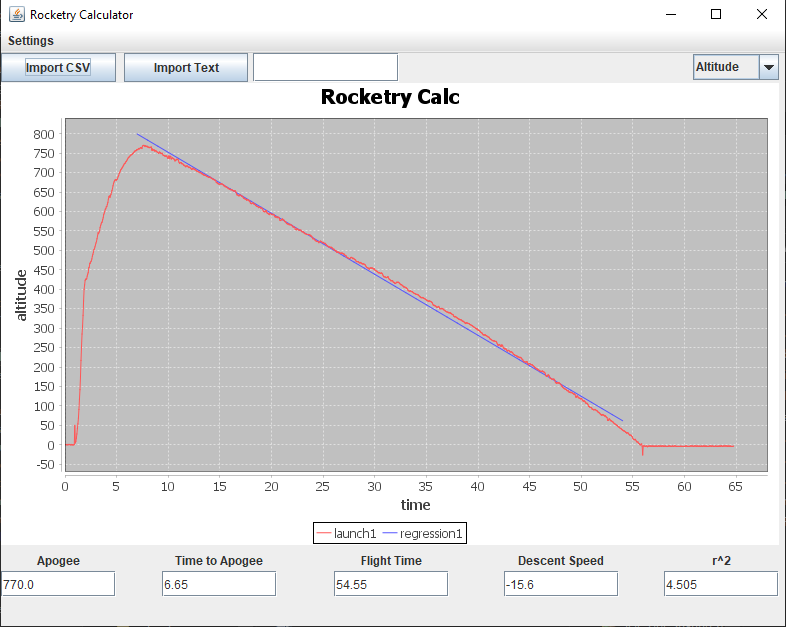 Rocketry Calculator
Settings
Import CSV Import Text Altitude
Rocketry Calc
800
750
700
650
600
550
500
450
400
350
300
250
200
150
100
50
0
-50
altitude
0 5 10 15 20 25 30 35 40 45 50 55 60 65
time
launch1 regression1
Apogee Time to Apogee Flight Time Descent Speed r^2
770.0 6.65 54.55 -15.6 4.505